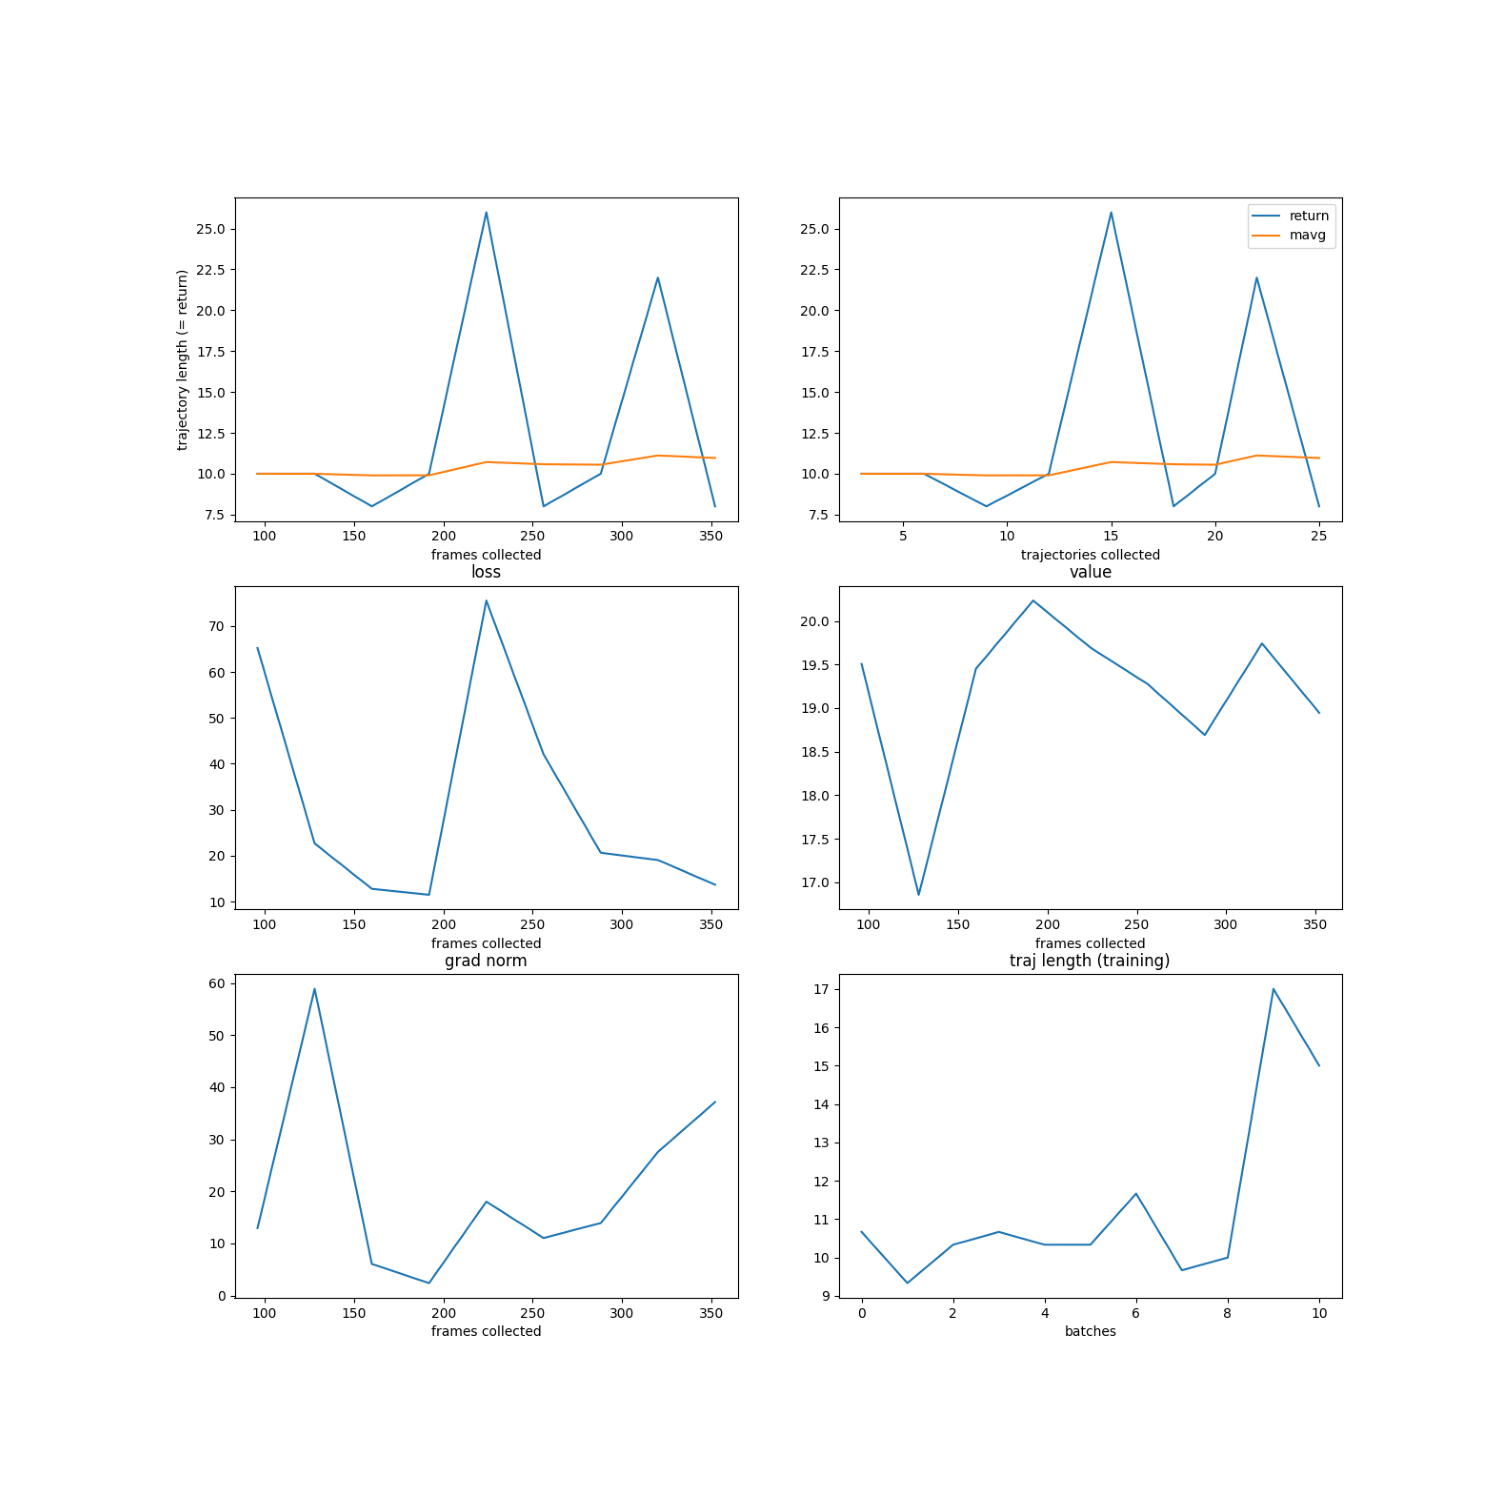 trajectory length (= return)
25.0
22.5
20.0
17.5
15.0
12.5
10.0
7.5
100 150 200 250 300 350
frames collected
return
mavg
25.0
22.5
20.0
17.5
15.0
12.5
10.0
7.5
5 10 15 20 25
trajectories collected
loss
70
60
50
40
30
20
10
100 150 200 250 300 350
frames collected
value
20.0
19.5
19.0
18.5
18.0
17.5
17.0
100 150 200 250 300 350
frames collected
grad norm
60
50
40
30
20
10
0
100 150 200 250 300 350
frames collected
traj length (training)
17
16
15
14
13
12
11
10
9
0 2 4 6 8 10
batches